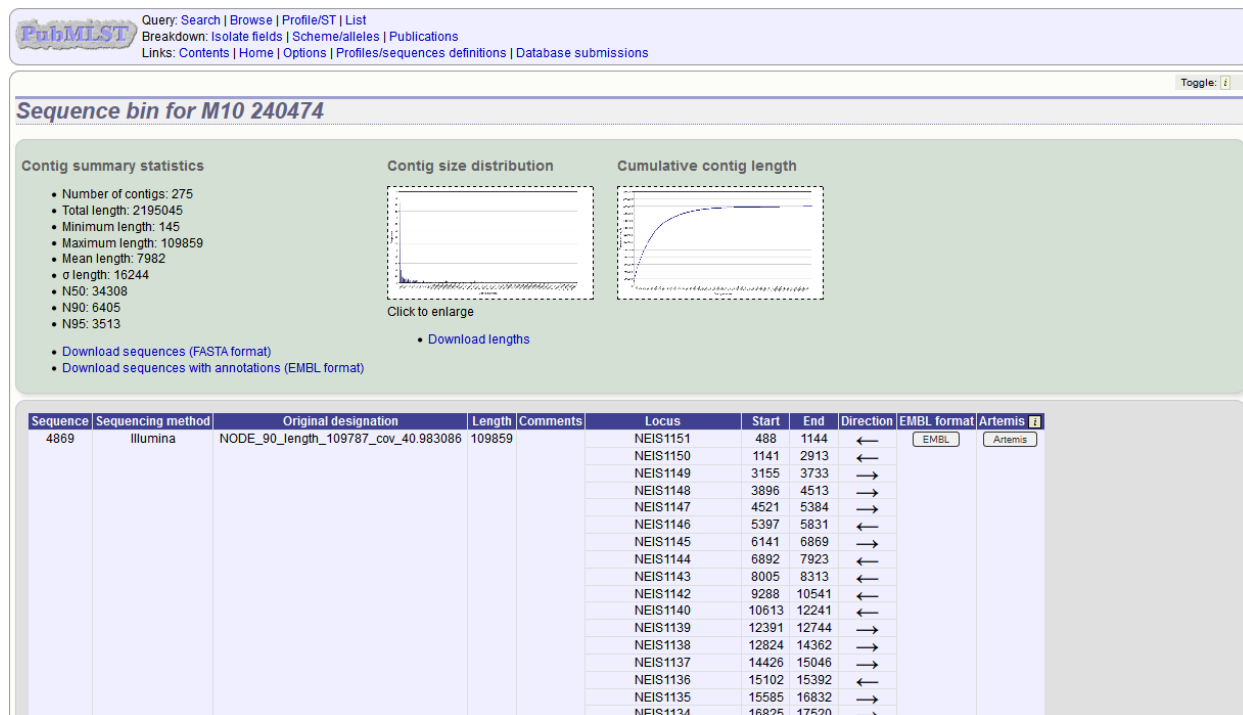 PubMLST
Query: Search | Browse | Profile/ST | List
Breakdown: Isolate fields | Scheme/alleles | Publications
Links: Contents | Home | Options | Profiles/sequences definitions | Database submissions
Toggle: i
Sequence bin for M10 240474
Contig summary statistics
• Number of contigs: 275
• Total length: 2195045
• Minimum length: 145
• Maximum length: 109859
• Mean length: 7982
• σ length: 16244
• N50: 34308
• N90: 6405
• N95: 3513
• Download sequences (FASTA format)
• Download sequences with annotations (EMBL format)
Contig size distribution
Click to enlarge
• Download lengths
Cumulative contig length
Sequence Sequencing method Original designation Length Comments Locus Start End Direction EMBL format Artemis i
4869 Illumina NODE_90_length_109787_cov_40.983086 109859 NEIS1151 488 1144 ← EMBL Artemis
NEIS1150 1141 2913 ←
NEIS1149 3155 3733 →
NEIS1148 3896 4513 →
NEIS1147 4521 5384 →
NEIS1146 5397 5831 ←
NEIS1145 6141 6869 →
NEIS1144 6892 7923 ←
NEIS1143 8005 8313 ←
NEIS1142 9288 10541 ←
NEIS1140 10613 12241 ←
NEIS1139 12391 12744 →
NEIS1138 12824 14362 →
NEIS1137 14426 15046 →
NEIS1136 15102 15392 ←
NEIS1135 15585 16832 →
NEIS1134 16825 17520 →